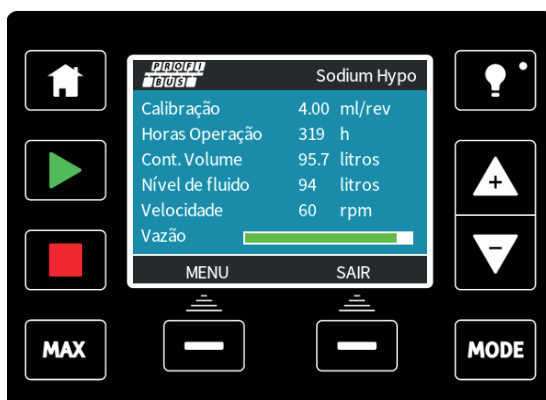 PROFI
BUS
Sodium Hypo
Calibração 4.00 ml/rev
Horas Operação 319 h
Cont. Volume 95.7 litros
Nível de fluido 94 litros
Velocidade 60 rpm
Vazão
MENU SAIR
+
-
MAX
MODE